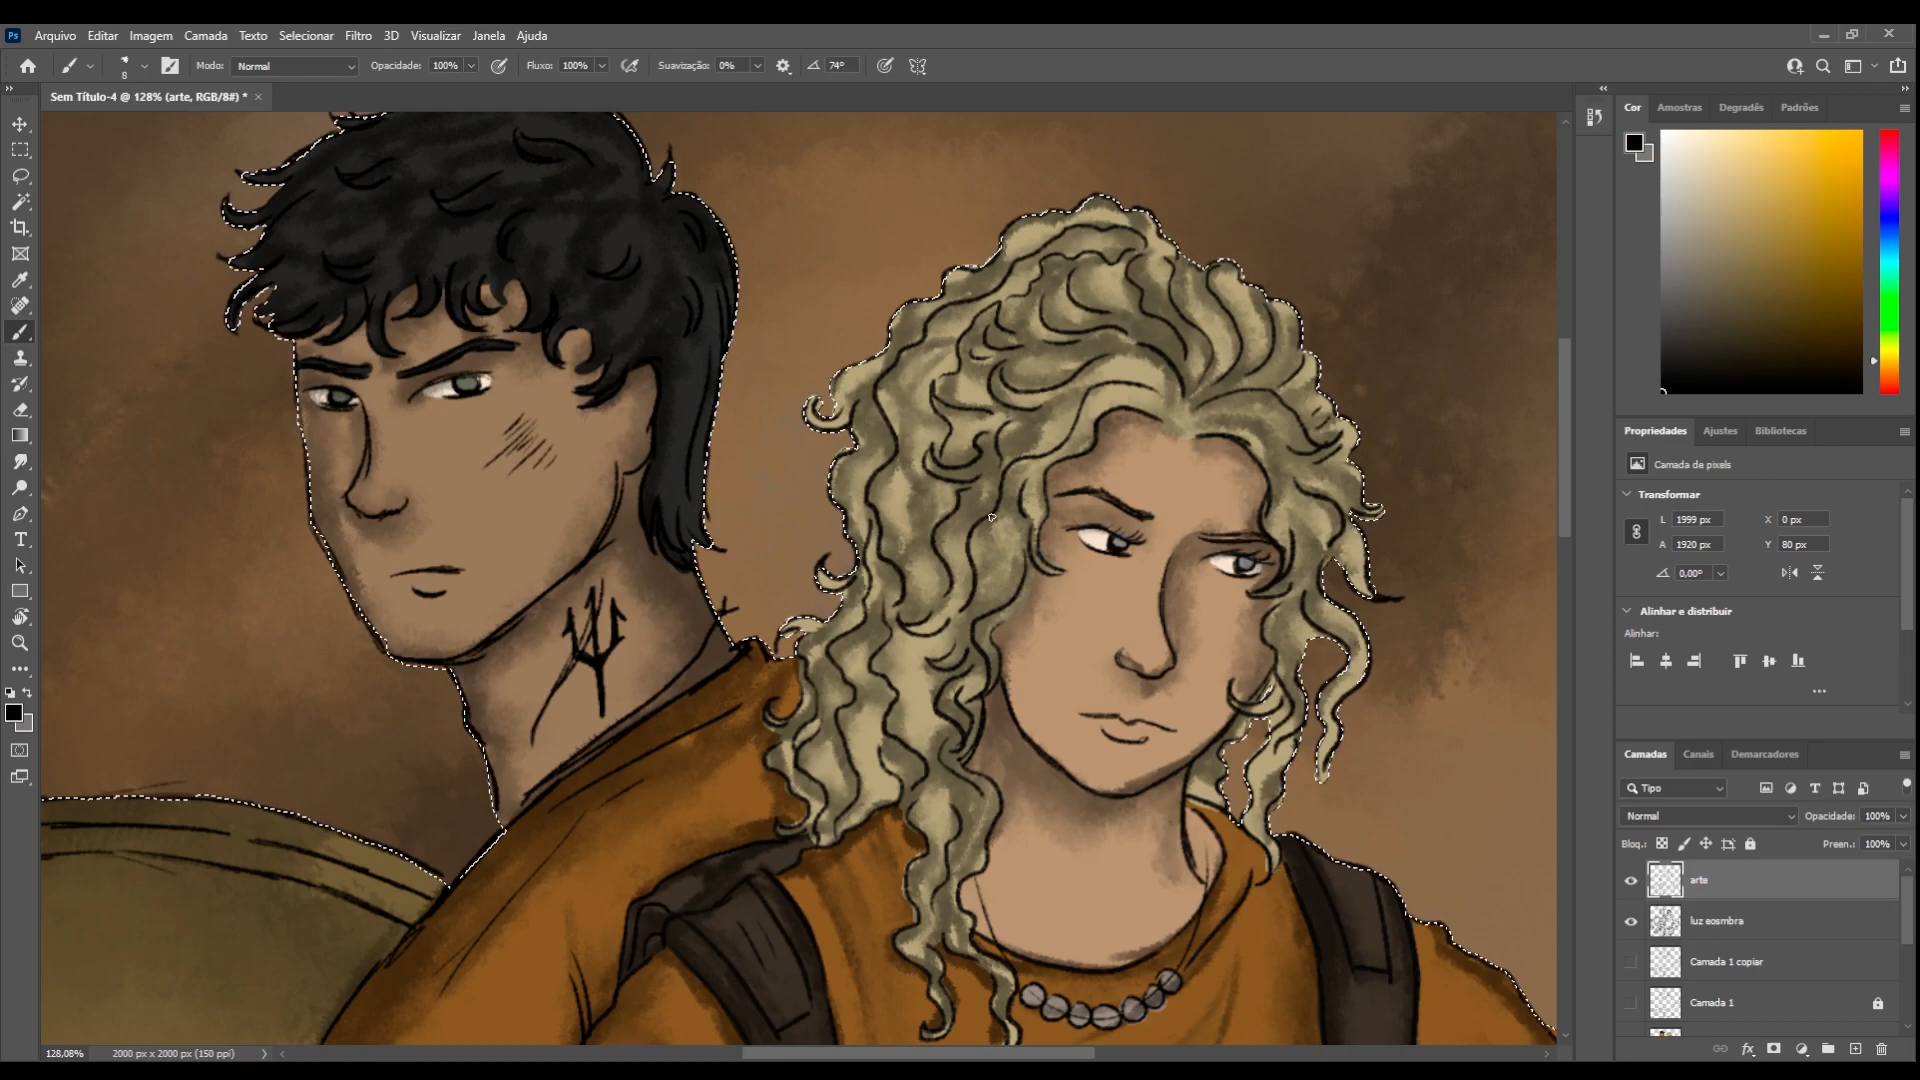 Ps Arquivo Editar Imagem Camada Texto Selecionar Filtro 3D Visualizar Janela Ajuda
8 Modo: Normal Opacidade: 100% Fluxo: 100% Suavização: 0% 74°
Sem Título-4 @ 128% (arte, RGB/8#) * ×
Cor Amostras Degradês Padrões
Propriedades Ajustes Bibliotecas
Camada de pixels
Transformar
L 1999 px X 0 px
A 1920 px Y 80 px
0,00°
Alinhar e distribuir
Alinhar:
Camadas Canais Demarcadores
Tipo
Normal Opacidade: 100%
Bloq.: Preen.: 100%
arte
luz eosmbra
Camada 1 copiar
Camada 1
fx
128,08% 2000 px x 2000 px (150 ppi)